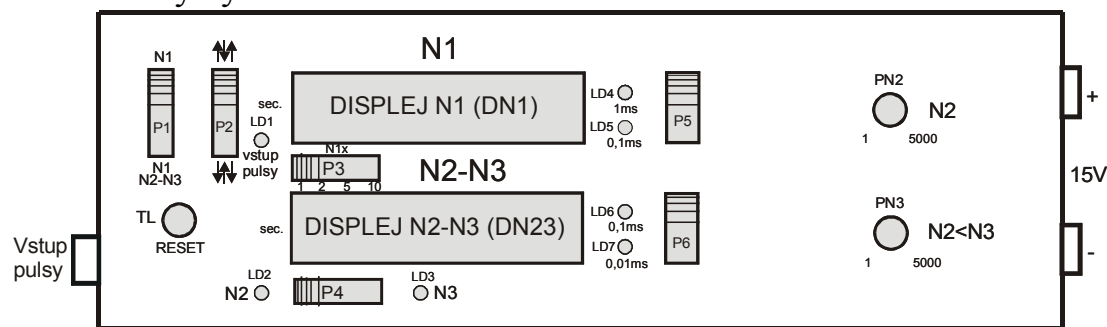 N1
N1
P1
P2
N1
N2-N3
sec.
LD1
vstup
pulsy
DISPLEJ N1 (DN1)
LD4
1ms
LD5
0,1ms
P5
N1x
P3
1 2 5 10
N2-N3
TL
RESET
sec.
DISPLEJ N2-N3 (DN23)
LD6
0,1ms
LD7
0,01ms
P6
LD2
N2
P4
LD3
N3
PN2
N2
1 5000
PN3
N2<N3
1 5000
+
15V
-
Vstup
pulsy